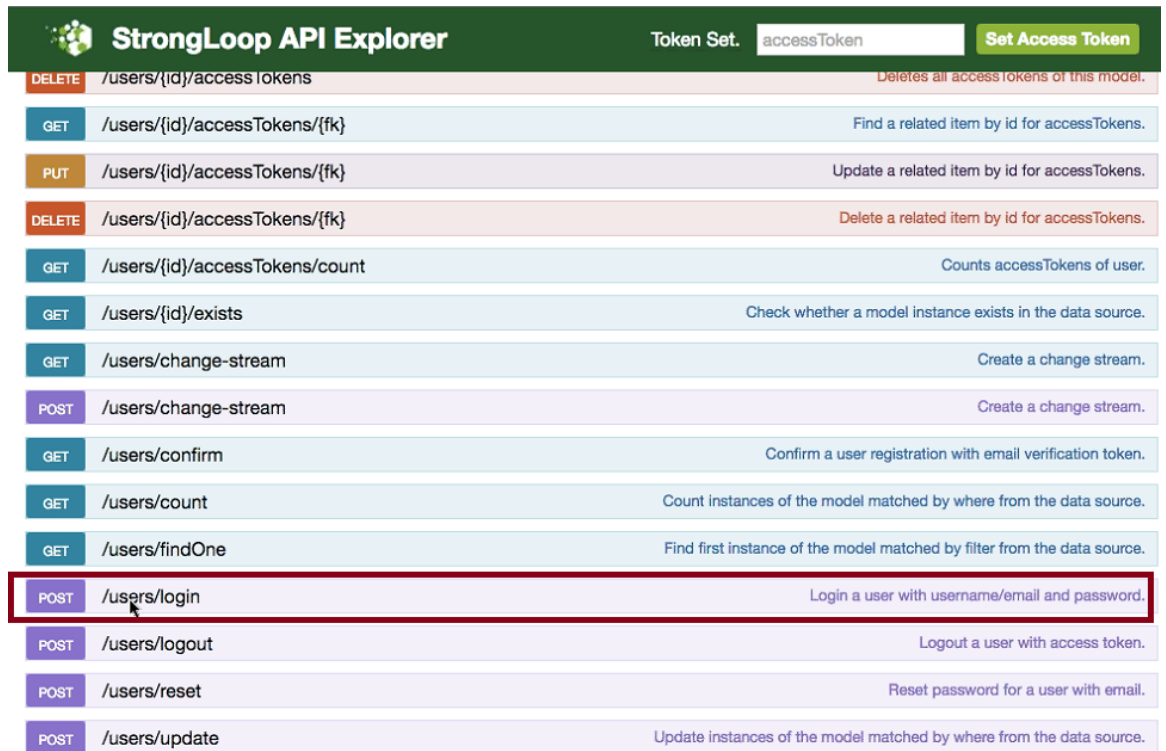 StrongLoop API Explorer Token Set. accessToken Set Access Token
DELETE /users/{id}/accessTokens Deletes all accessTokens of this model.
GET /users/{id}/accessTokens/{fk} Find a related item by id for accessTokens.
PUT /users/{id}/accessTokens/{fk} Update a related item by id for accessTokens.
DELETE /users/{id}/accessTokens/{fk} Delete a related item by id for accessTokens.
GET /users/{id}/accessTokens/count Counts accessTokens of user.
GET /users/{id}/exists Check whether a model instance exists in the data source.
GET /users/change-stream Create a change stream.
POST /users/change-stream Create a change stream.
GET /users/confirm Confirm a user registration with email verification token.
GET /users/count Count instances of the model matched by where from the data source.
GET /users/findOne Find first instance of the model matched by filter from the data source.
POST /users/login Login a user with username/email and password.
POST /users/logout Logout a user with access token.
POST /users/reset Reset password for a user with email.
POST /users/update Update instances of the model matched by where from the data source.